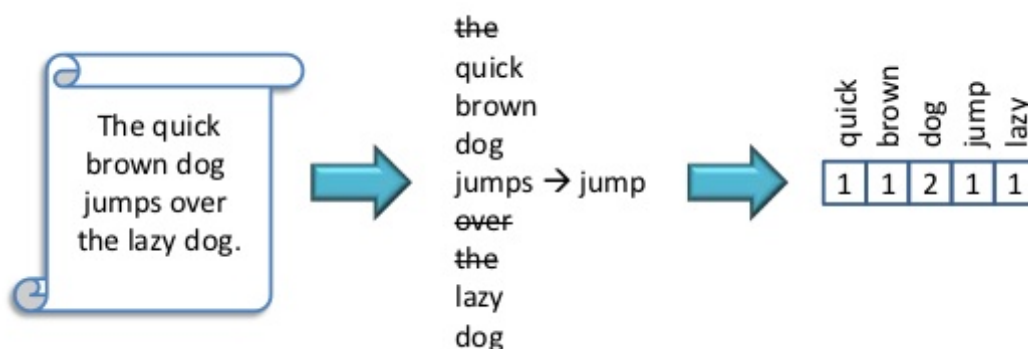 The quick
brown dog
jumps over
the lazy dog.
the
quick
brown
dog
jumps → jump
over
the
lazy
dog
quick brown dog jump lazy
1 1 2 1 1